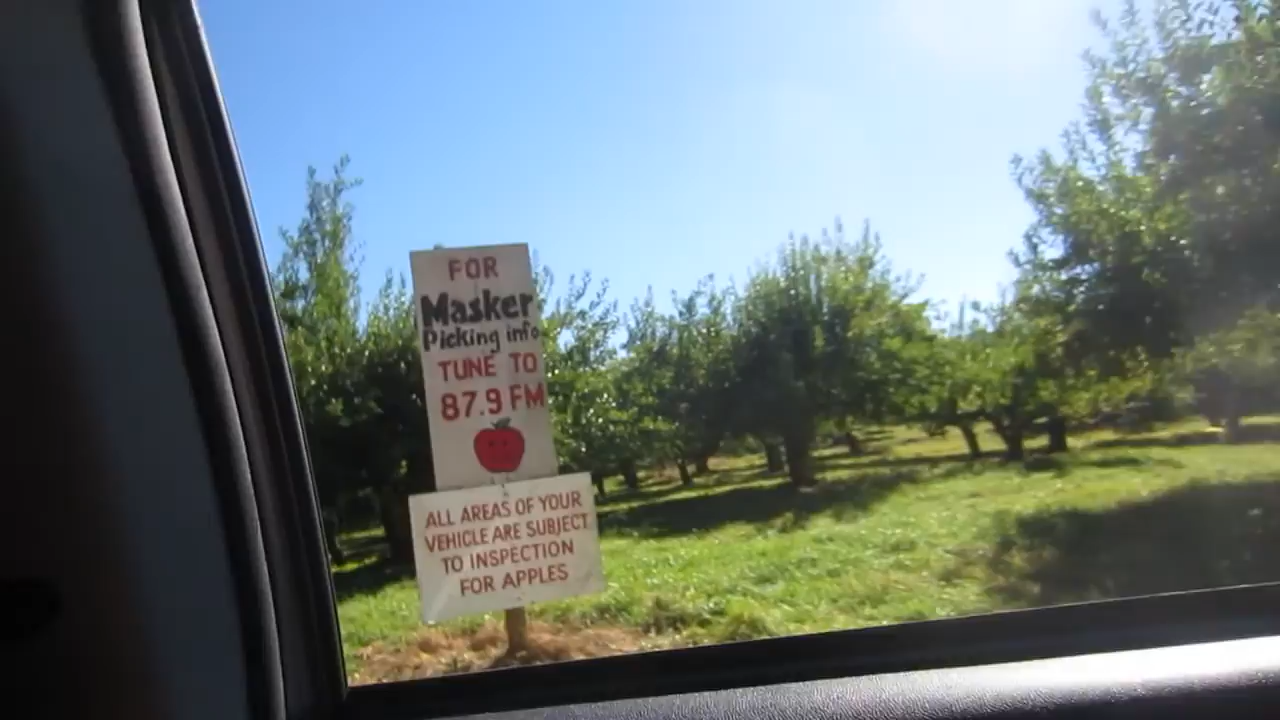 FOR
Masker
Picking info
TUNE TO
87.9 FM
ALL AREAS OF YOUR
VEHICLE ARE SUBJECT
TO INSPECTION
FOR APPLES